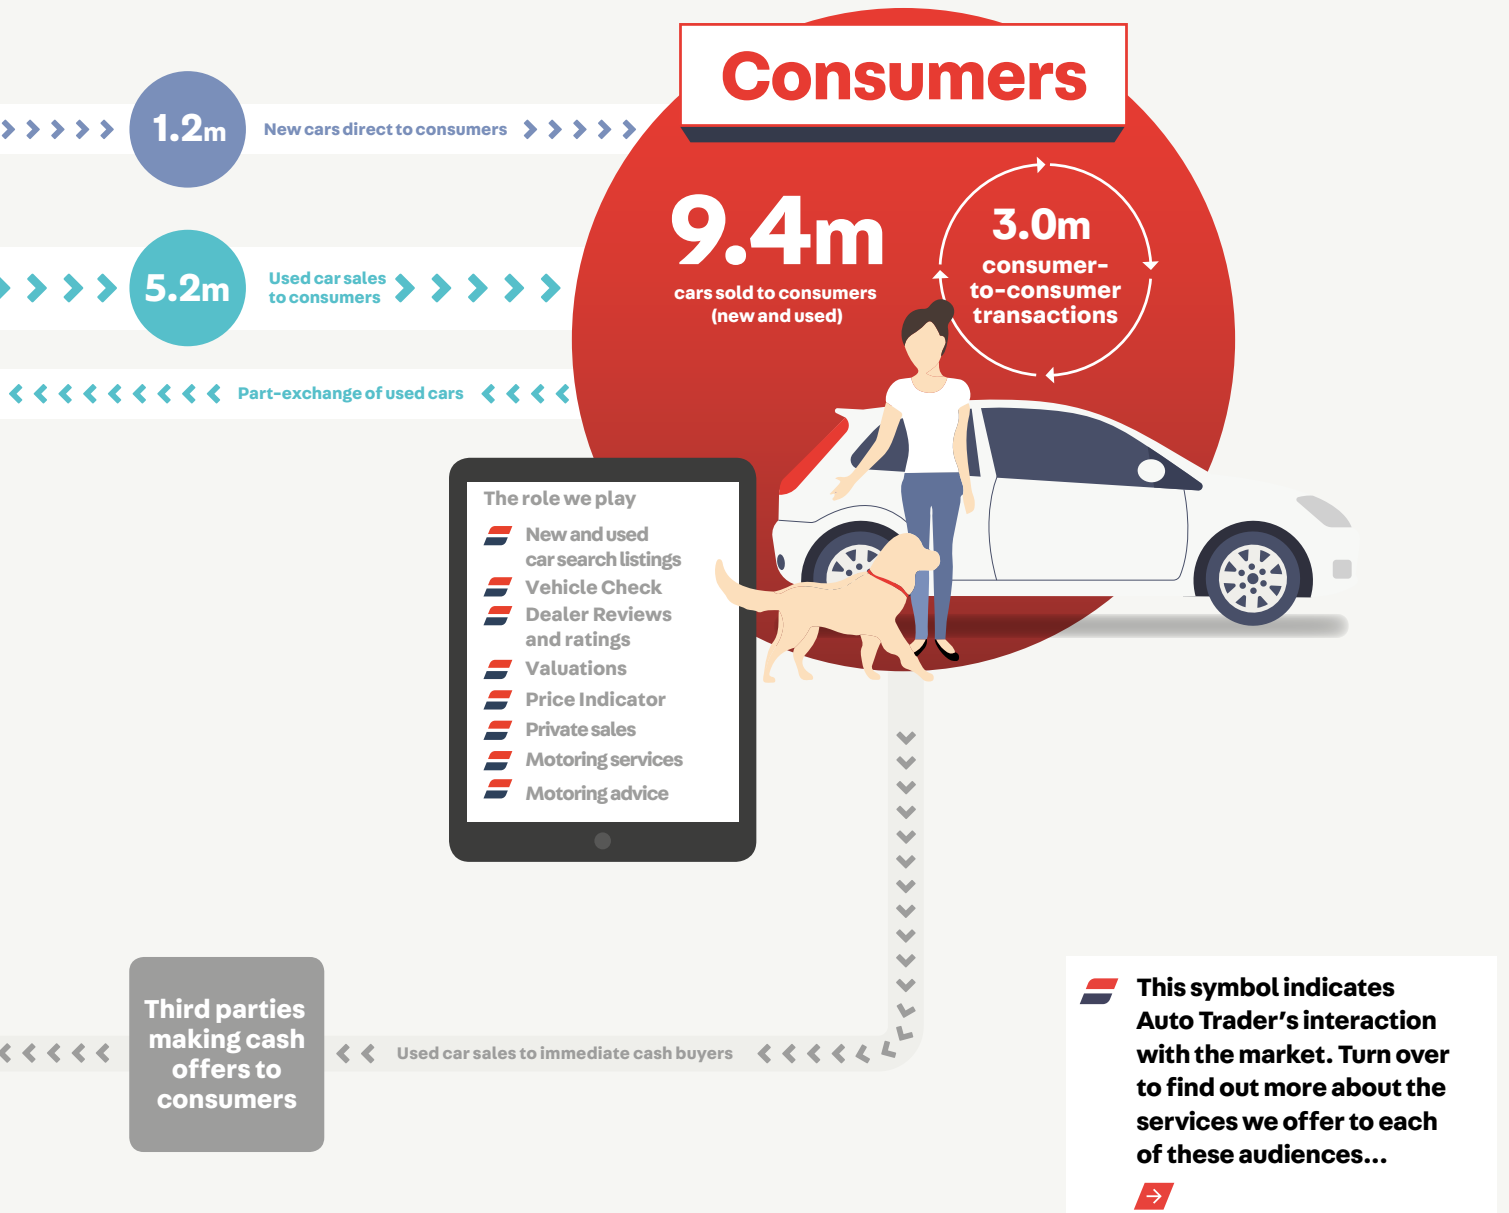 Consumers
1.2m
New cars direct to consumers
9.4m
cars sold to consumers
(new and used)
3.0m
consumer-
to-consumer
transactions
5.2m
Used car sales
to consumers
Part-exchange of used cars
The role we play
New and used
car search listings
Vehicle Check
Dealer Reviews
and ratings
Valuations
Price Indicator
Private sales
Motoring services
Motoring advice
Third parties
making cash
offers to
consumers
Used car sales to immediate cash buyers
This symbol indicates
Auto Trader's interaction
with the market. Turn over
to find out more about the
services we offer to each
of these audiences...